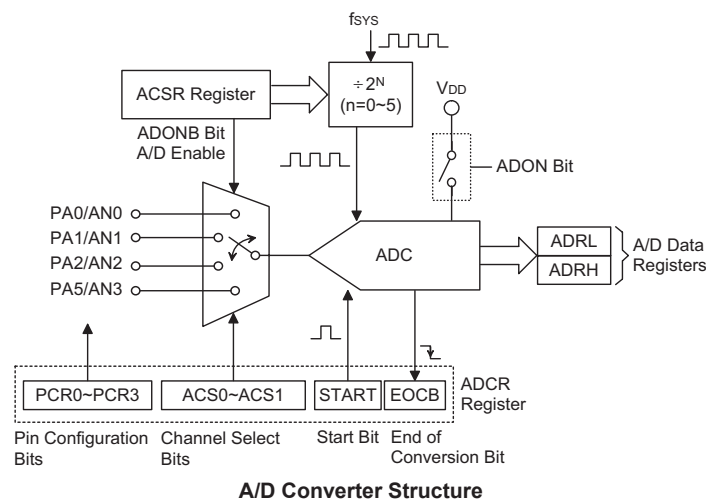 fSYS
ACSR Register
÷2N
(n=0~5)
VDD
ADONB Bit
A/D Enable
ADON Bit
PA0/AN0
PA1/AN1
PA2/AN2
PA5/AN3
ADC
ADRL
ADRH
A/D Data
Registers
PCR0~PCR3
ACS0~ACS1
START
EOCB
ADCR
Register
Pin Configuration
Bits
Channel Select
Bits
Start Bit
End of
Conversion Bit
A/D Converter Structure